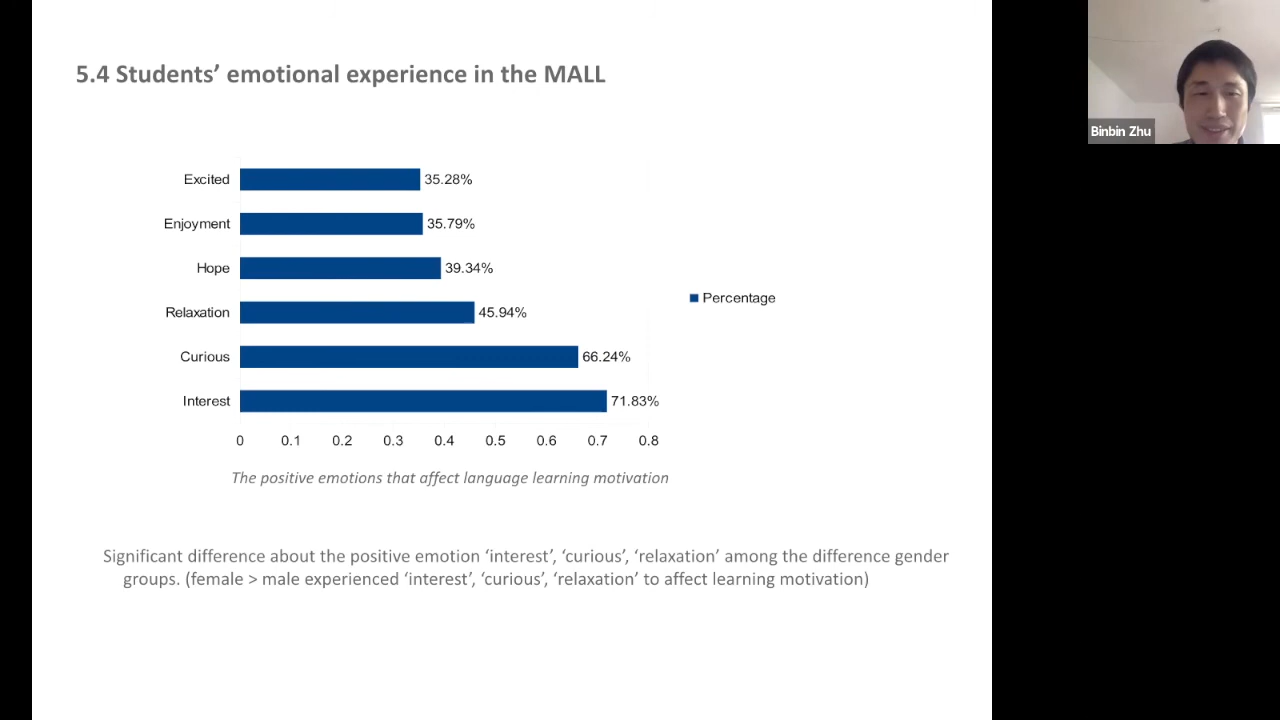 5.4 Students’ emotional experience in the MALL
Binbin Zhu
Excited 35.28%
Enjoyment 35.79%
Hope 39.34%
Relaxation 45.94%
Percentage
Curious 66.24%
Interest 71.83%
0 0.1 0.2 0.3 0.4 0.5 0.6 0.7 0.8
The positive emotions that affect language learning motivation
Significant difference about the positive emotion ‘interest’, ‘curious’, ‘relaxation’ among the difference gender
groups. (female > male experienced ‘interest’, ‘curious’, ‘relaxation’ to affect learning motivation)